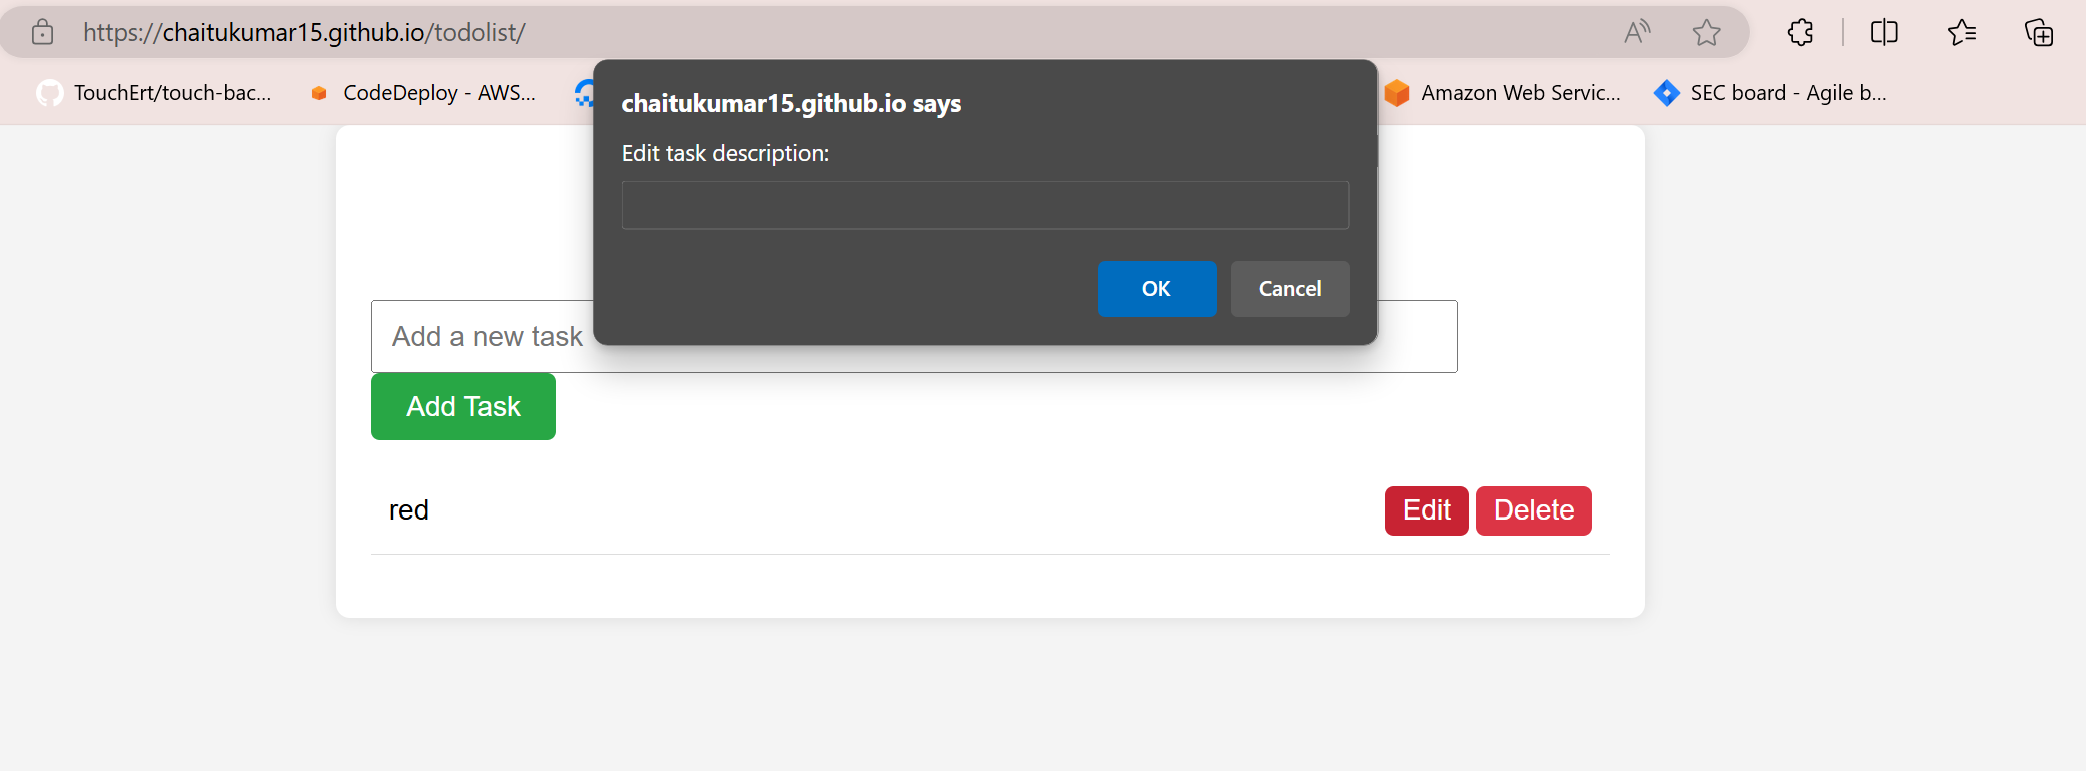 https://chaitukumar15.github.io/todolist/
TouchErt/touch-bac...
CodeDeploy - AWS...
Amazon Web Servic...
SEC board - Agile b...
chaitukumar15.github.io says
Edit task description:
OK
Cancel
Add a new task
Add Task
red
Edit
Delete